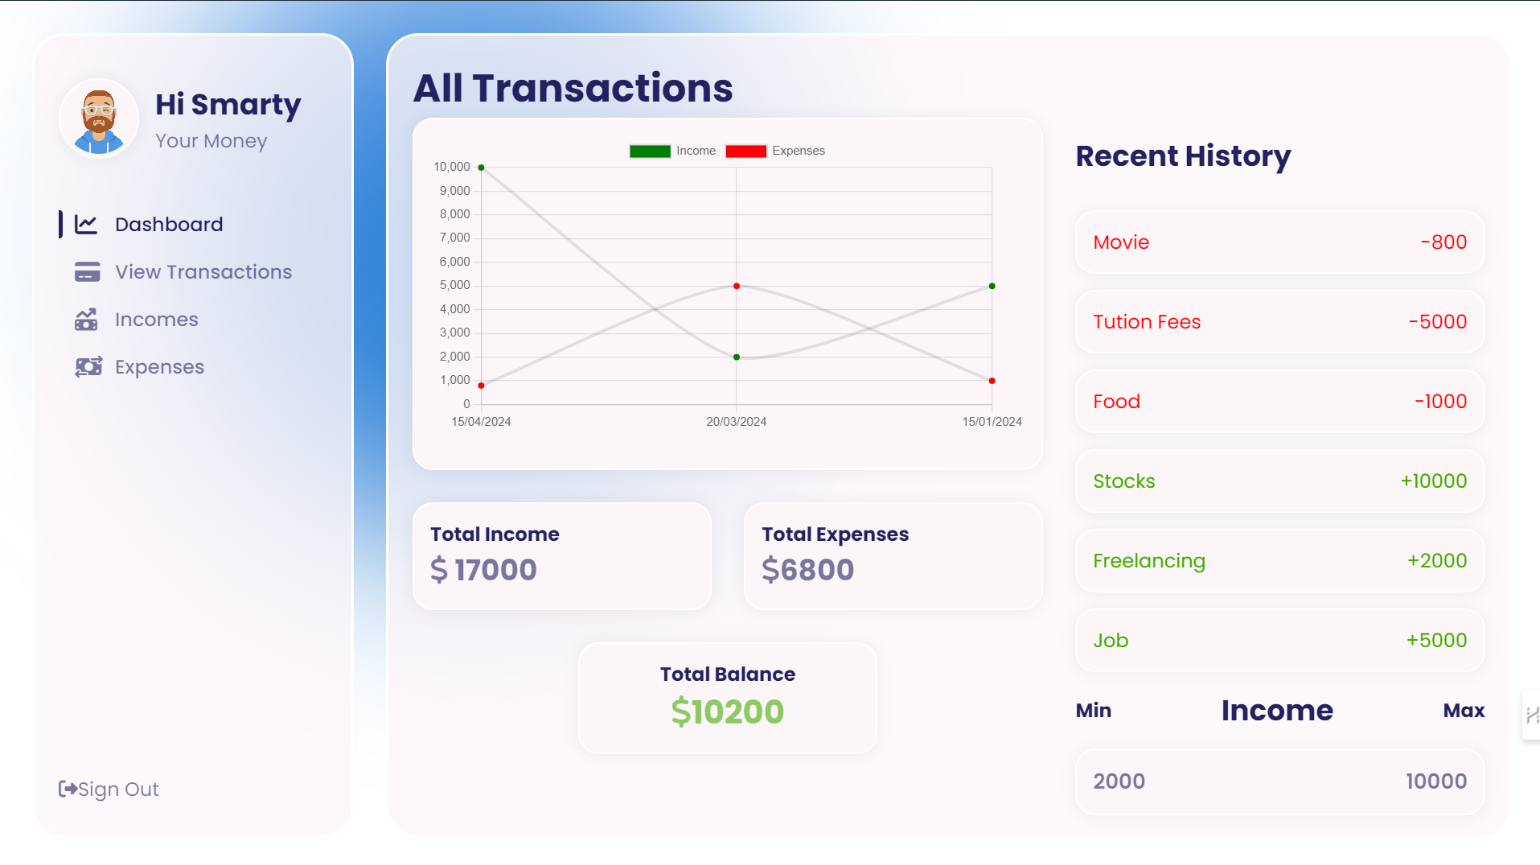 Hi Smarty
Your Money
Dashboard
View Transactions
Incomes
Expenses
Sign Out
All Transactions
Income Expenses
10,000
9,000
8,000
7,000
6,000
5,000
4,000
3,000
2,000
1,000
0
15/04/2024 20/03/2024 15/01/2024
Total Income
$ 17000
Total Expenses
$6800
Total Balance
$10200
Recent History
Movie -800
Tution Fees -5000
Food -1000
Stocks +10000
Freelancing +2000
Job +5000
Min Income Max
2000 10000